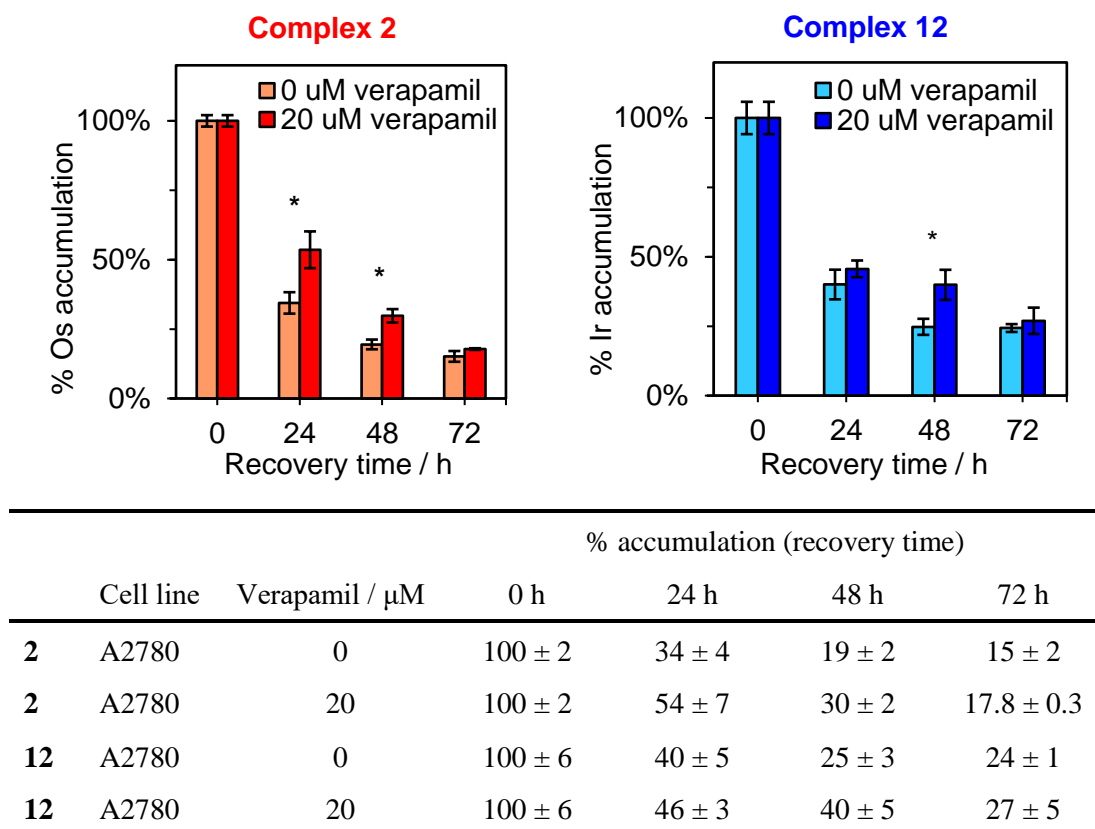 Complex 2
0 uM verapamil
20 uM verapamil
100%
50%
0%
% Os accumulation
*
*
0 24 48 72
Recovery time / h
Complex 12
0 uM verapamil
20 uM verapamil
100%
50%
0%
% Ir accumulation
*
0 24 48 72
Recovery time / h
% accumulation (recovery time)
Cell line Verapamil / μM 0 h 24 h 48 h 72 h
2 A2780 0 100 ± 2 34 ± 4 19 ± 2 15 ± 2
2 A2780 20 100 ± 2 54 ± 7 30 ± 2 17.8 ± 0.3
12 A2780 0 100 ± 6 40 ± 5 25 ± 3 24 ± 1
12 A2780 20 100 ± 6 46 ± 3 40 ± 5 27 ± 5